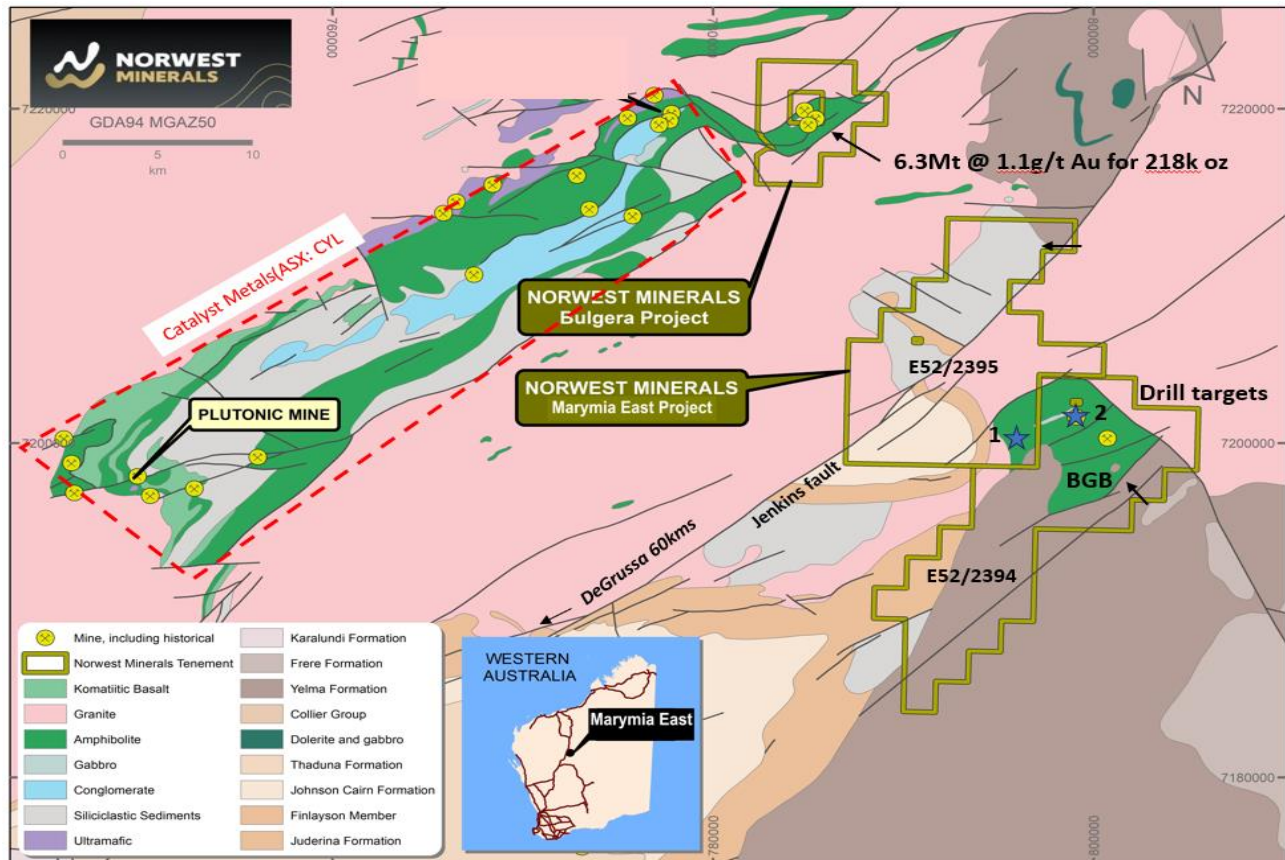 NORWEST
MINERALS
GDA94 MGAZ50
0 5 10
km
760000
800000
7220000
7220000
N
6.3Mt @ 1.1g/t Au for 218k oz
Catalyst Metals(ASX: CYL
NORWEST MINERALS
Bulgera Project
NORWEST MINERALS
Marymia East Project
E52/2395
Drill targets
PLUTONIC MINE
1
2
7200000
BGB
Jenkins fault
DeGrussa 60kms
E52/2394
7180000
780000
800000
Mine, including historical
Norwest Minerals Tenement
Komatiitic Basalt
Granite
Amphibolite
Gabbro
Conglomerate
Siliciclastic Sediments
Ultramafic
Karalundi Formation
Frere Formation
Yelma Formation
Collier Group
Dolerite and gabbro
Thaduna Formation
Johnson Cairn Formation
Finlayson Member
Juderina Formation
WESTERN
AUSTRALIA
Marymia East